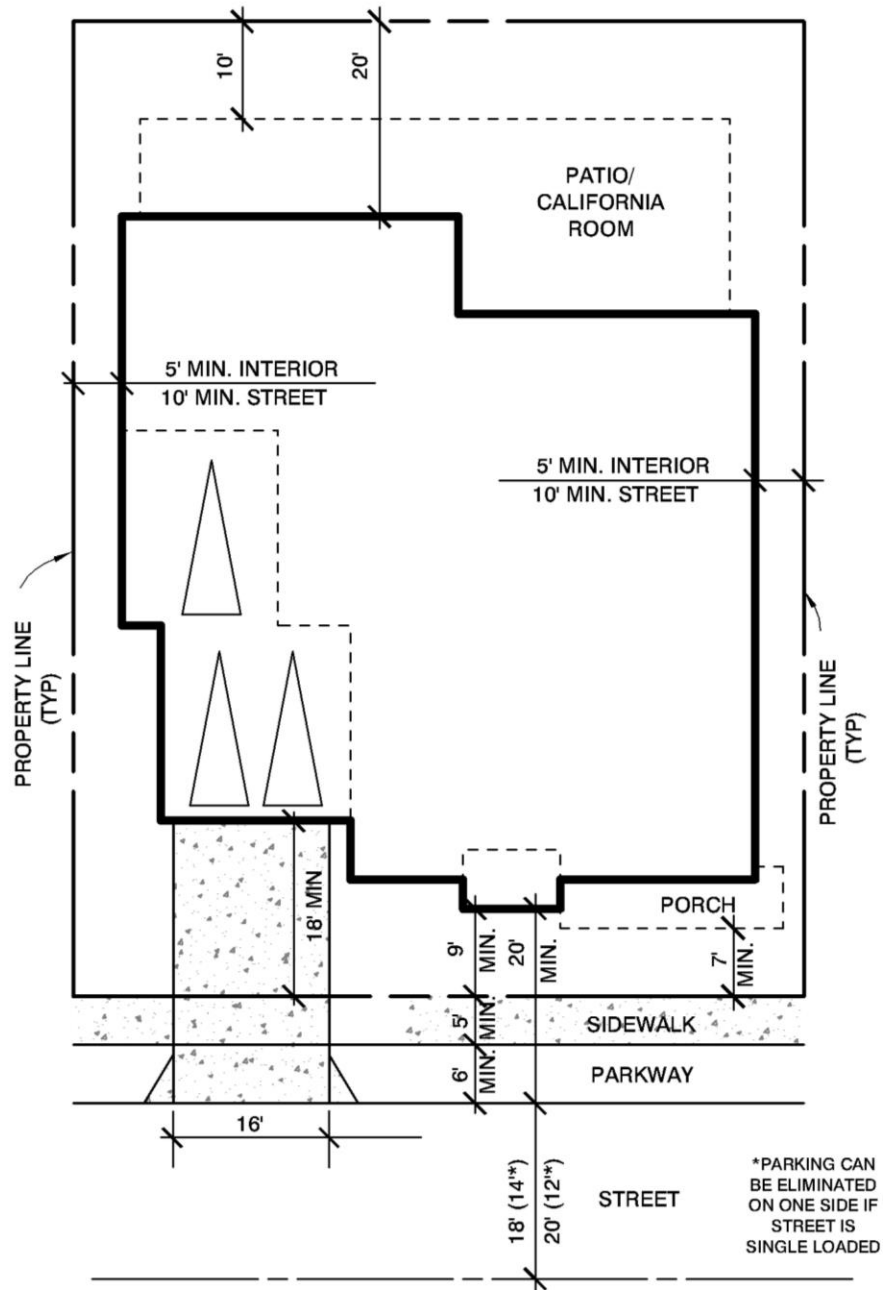 10'
20'
PATIO/
CALIFORNIA
ROOM
5' MIN. INTERIOR
10' MIN. STREET
5' MIN. INTERIOR
10' MIN. STREET
PROPERTY LINE
(TYP)
PROPERTY LINE
(TYP)
18' MIN
PORCH
9'
MIN.
20'
MIN.
7'
MIN.
5'
MIN.
SIDEWALK
6'
MIN.
PARKWAY
16'
18' (14'*)
20' (12'*)
STREET
*PARKING CAN
BE ELIMINATED
ON ONE SIDE IF
STREET IS
SINGLE LOADED